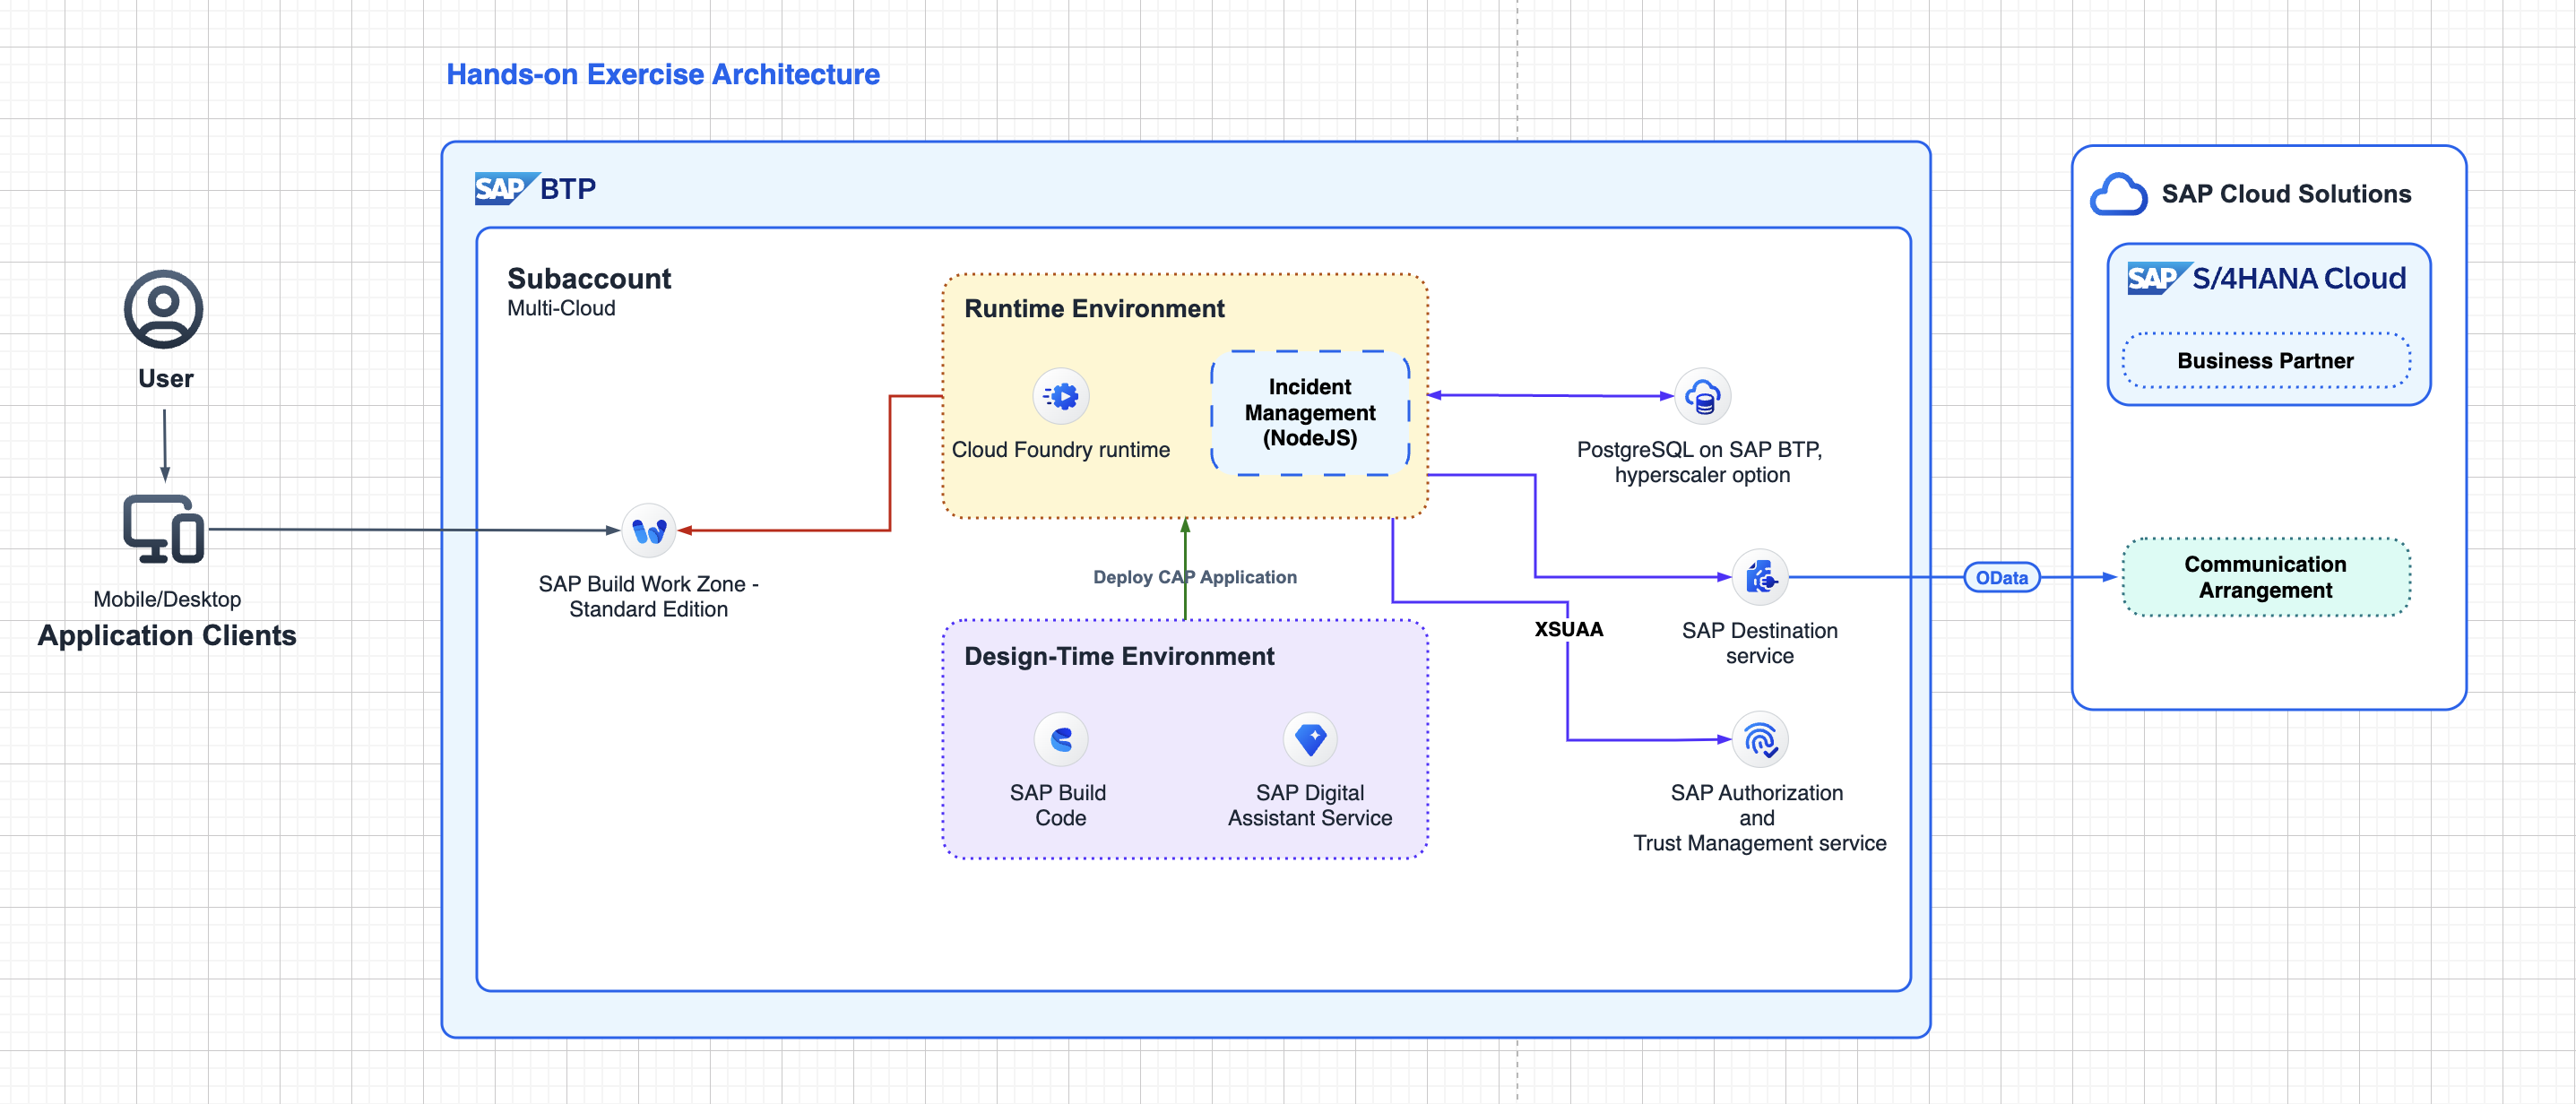 Hands-on Exercise Architecture
SAP BTP
Subaccount
Multi-Cloud
User
Mobile/Desktop
Application Clients
SAP Build Work Zone -
Standard Edition
Runtime Environment
Cloud Foundry runtime
Incident
Management
(NodeJS)
Deploy CAP Application
Design-Time Environment
SAP Build
Code
SAP Digital
Assistant Service
PostgreSQL on SAP BTP,
hyperscaler option
XSUAA
SAP Destination
service
SAP Authorization
and
Trust Management service
OData
SAP Cloud Solutions
SAP S/4HANA Cloud
Business Partner
Communication
Arrangement